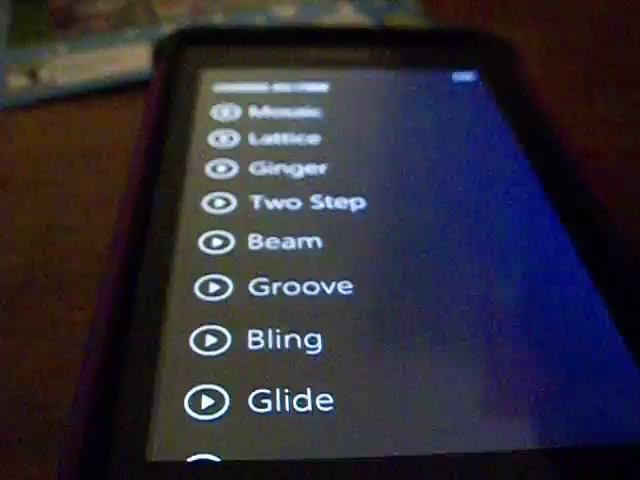 Mosaic
Lattice
Ginger
Two Step
Beam
Groove
Bling
Glide